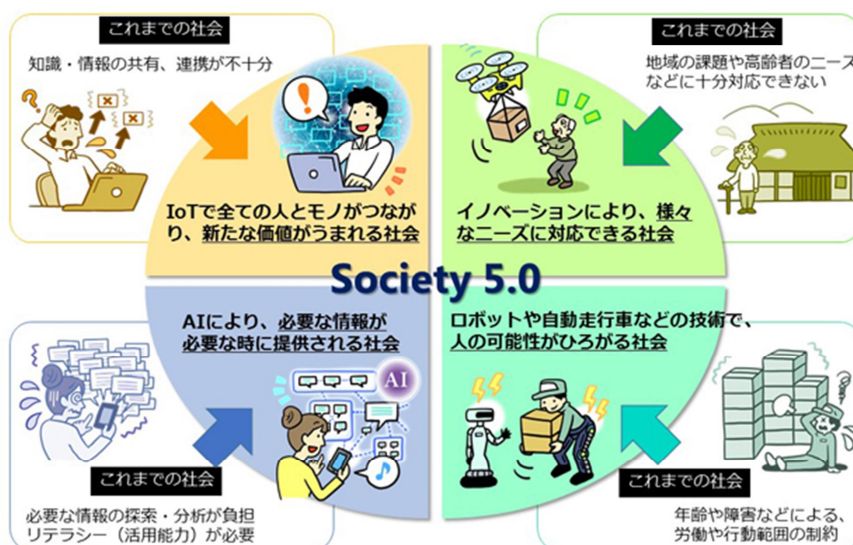 これまでの社会
知識・情報の共有、連携が不十分
IoTで全ての人とモノがつなが
り、新たな価値がうまれる社会
これまでの社会
地域の課題や高齢者のニーズ
などに十分対応できない
イノベーションにより、様々
なニーズに対応できる社会
Society 5.0
AIにより、必要な情報が
必要な時に提供される社会
AI
これまでの社会
必要な情報の探索・分析が負担
リテラシー（活用能力）が必要
ロボットや自動走行車などの技術で、
人の可能性がひろがる社会
これまでの社会
年齢や障害などによる、
労働や行動範囲の制約